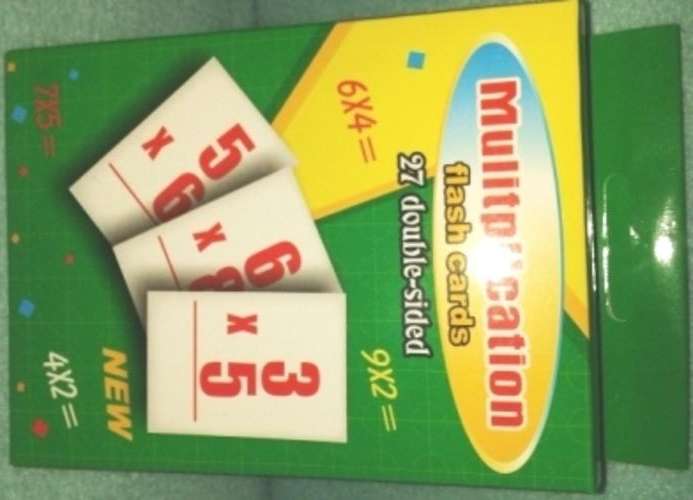 Mulitplication
flash cards
27 double-sided
6X4 =
9X2 =
5
x 6
6
x 8
3
x 5
NEW
7X5 =
4X2 =